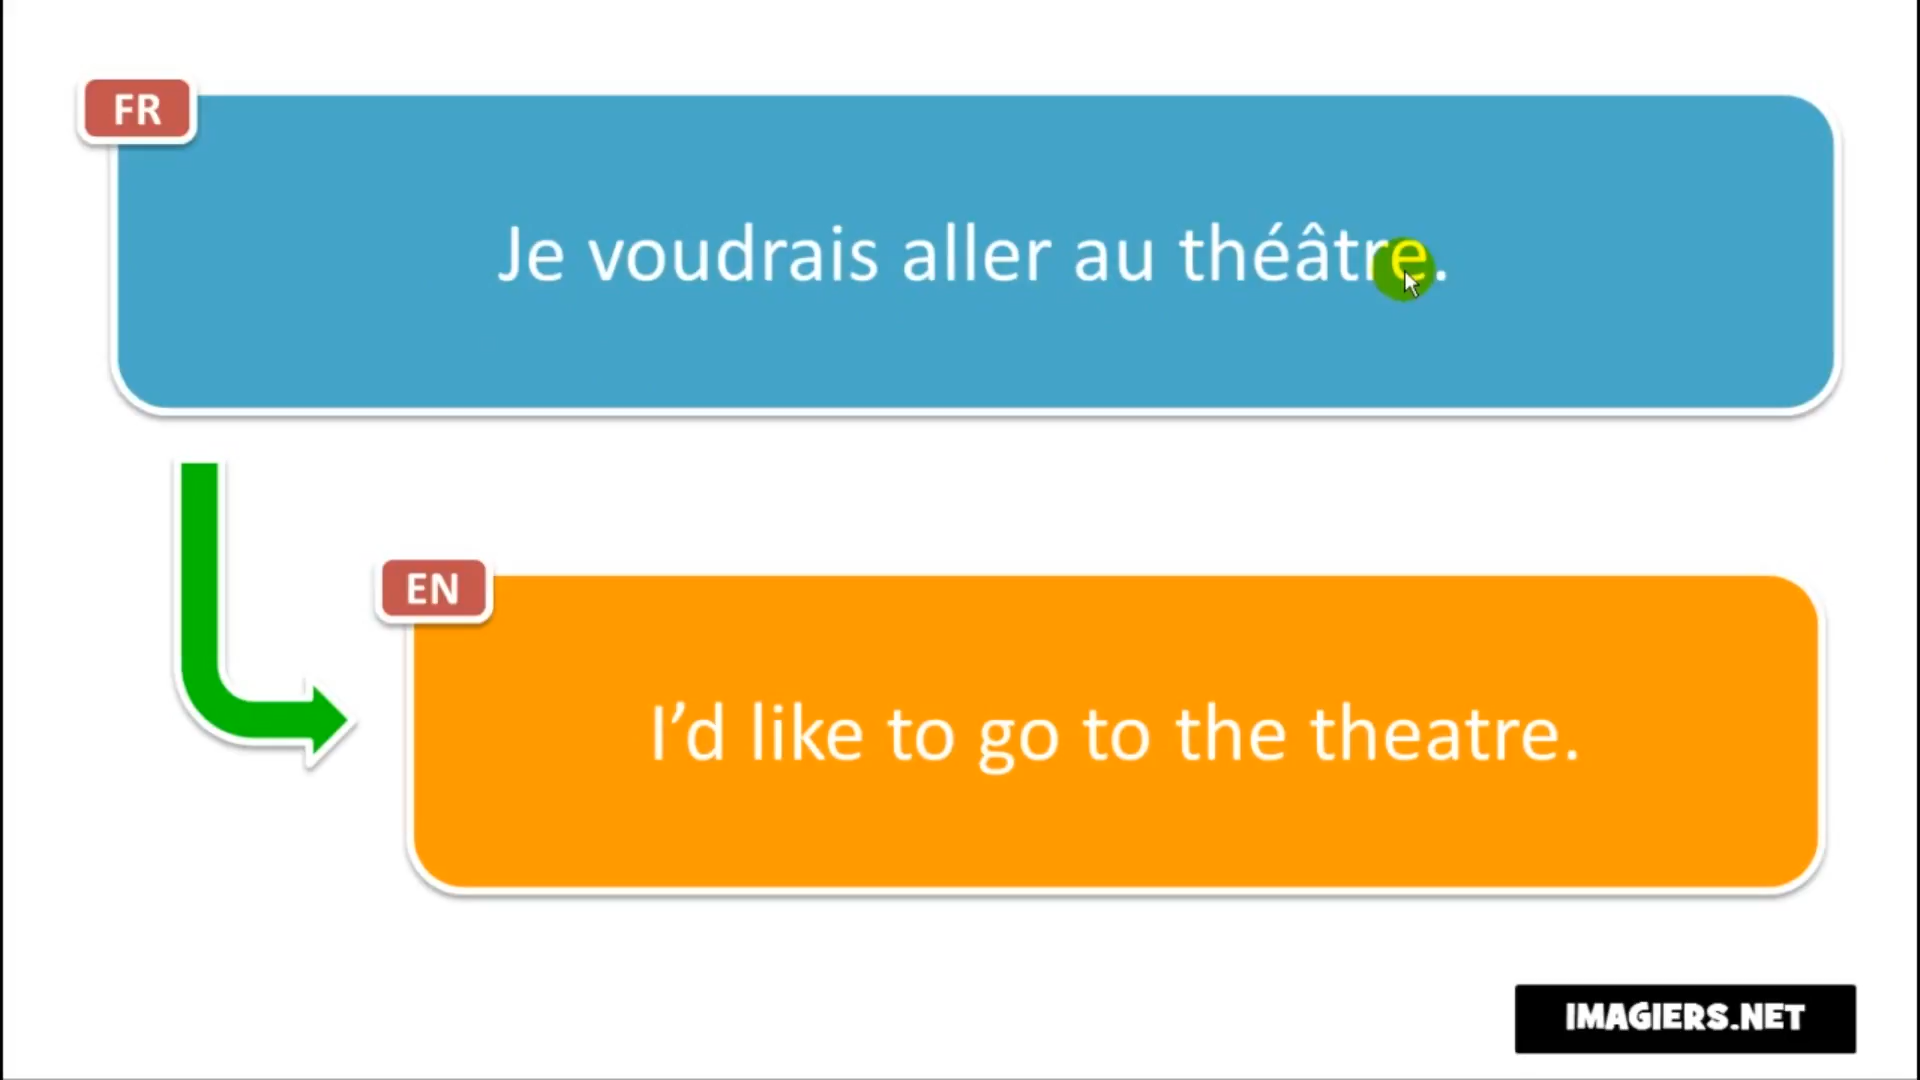 FR
Je voudrais aller au théâtre.
EN
I’d like to go to the theatre.
IMAGIERS.NET